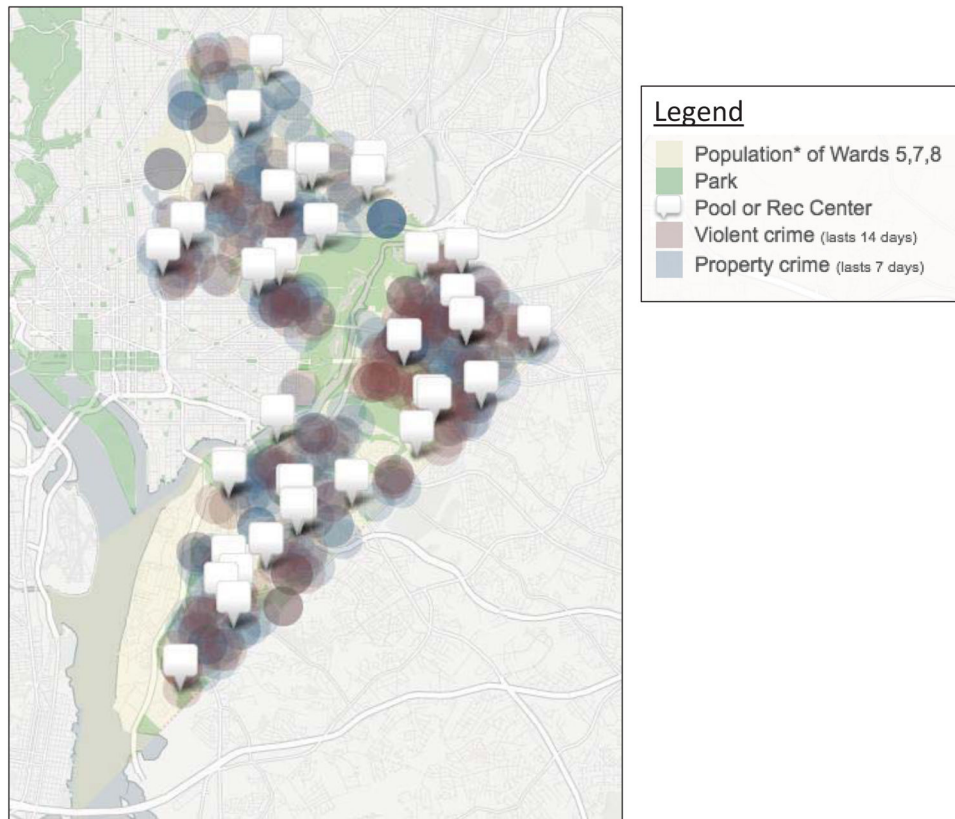 Legend
Population* of Wards 5,7,8
Park
Pool or Rec Center
Violent crime (lasts 14 days)
Property crime (lasts 7 days)